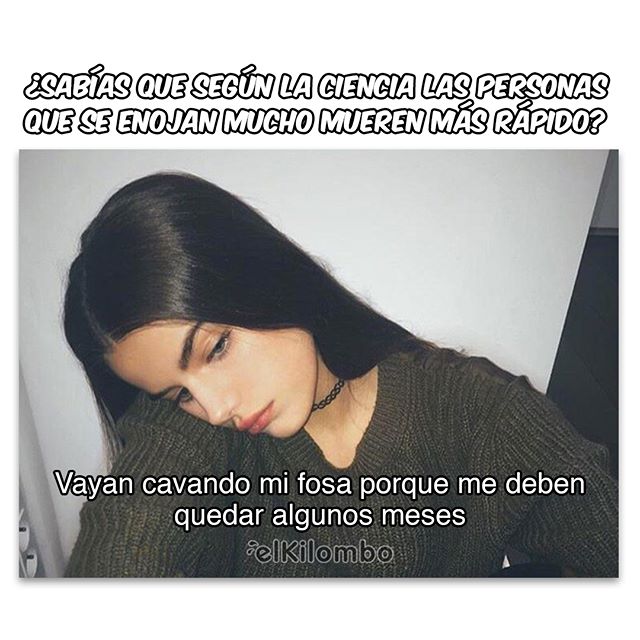 ¿SABÍAS QUE SEGÚN LA CIENCIA LAS PERSONAS
QUE SE ENOJAN MUCHO MUEREN MÁS RÁPIDO?
Vayan cavando mi fosa porque me deben
quedar algunos meses
elKilombo